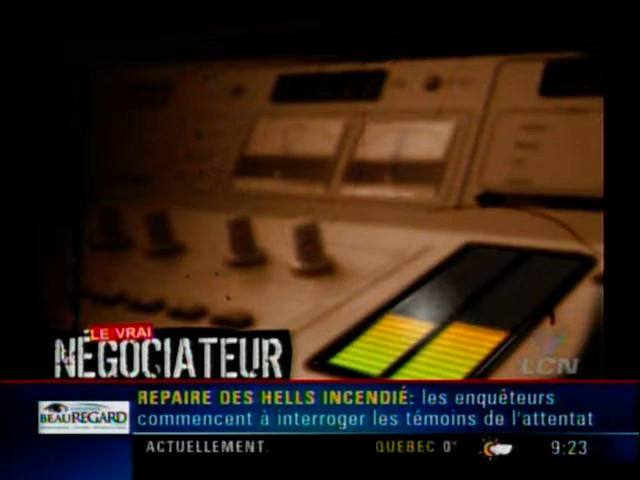 LE VRAI
NÉGOCIATEUR
LCN
BEAUREGARD
REPAIRE DES HELLS INCENDIÉ: les enquêteurs
commencent à interroger les témoins de l'attentat
ACTUELLEMENT
QUEBEC 0°
9:23